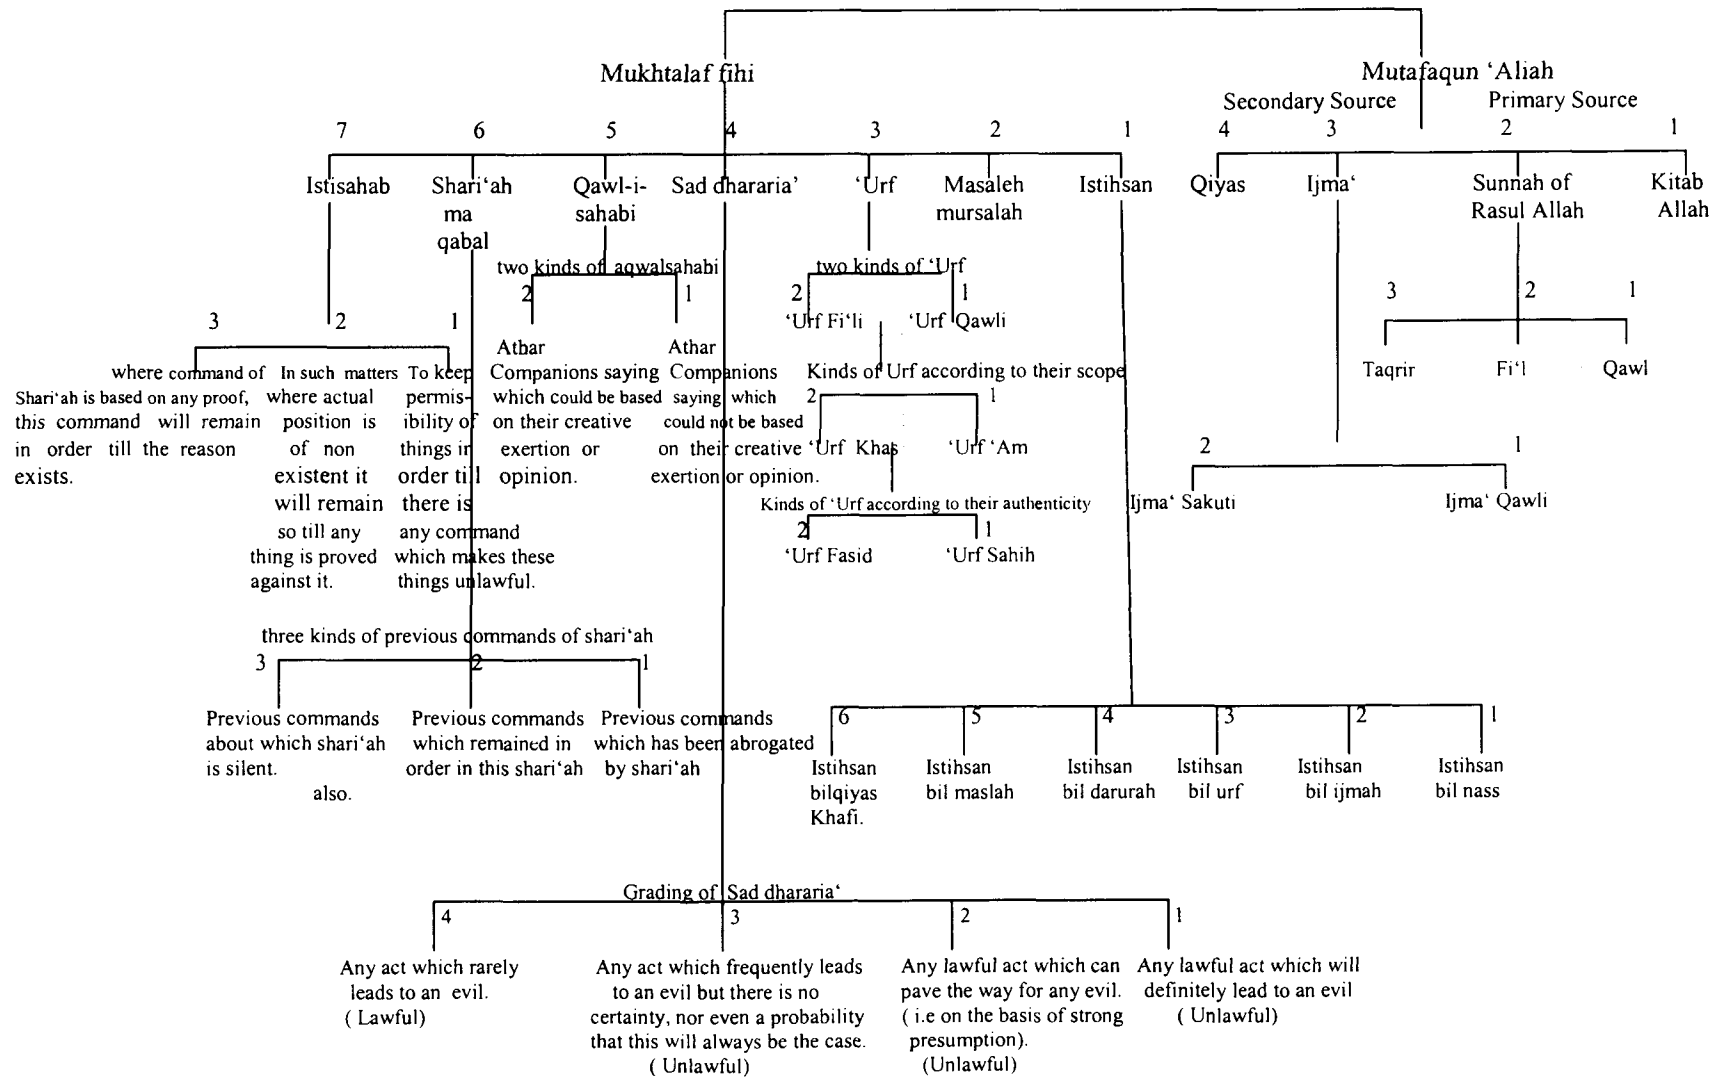 Mukhtalaf fihi
Mutafaqun ‘Aliah
Secondary Source Primary Source
7 6 5 4 3 2 1 4 3 2 1
Istisahab
Shari‘ah
ma
qabal
Qawl-i-
sahabi
Sad dhararia’
‘Urf
Masaleh
mursalah
Istihsan
Qiyas
Ijma‘
Sunnah of
Rasul Allah
Kitab
Allah
two kinds of aqwalsahabi
2 1
two kinds of ‘Urf
2 1
‘Urf Fi‘li ‘Urf Qawli
3 2 1
Taqrir Fi‘l Qawl
3 2 1
where command of
Shari‘ah is based on any proof,
this command will remain
in order till the reason
exists.
In such matters
where actual
position is
of non
existent it
will remain
so till any
thing is proved
against it.
To keep
permis-
ibility of
things in
order till
there is
any command
which makes these
things unlawful.
Athar
Companions saying
which could be based
on their creative
exertion or
opinion.
Athar
Companions
saying which
could not be based
on their creative
exertion or opinion.
Kinds of Urf according to their scope
2 1
‘Urf Khas ‘Urf ‘Am
Kinds of ‘Urf according to their authenticity
2 1
‘Urf Fasid ‘Urf Sahih
2 1
Ijma‘ Sakuti Ijma‘ Qawli
three kinds of previous commands of shari‘ah
3 2 1
Previous commands
about which shari‘ah
is silent.
Previous commands
which remained in
order in this shari‘ah
also.
Previous commands
which has been abrogated
by shari‘ah
6 5 4 3 2 1
Istihsan
bilqiyas
Khafi.
Istihsan
bil maslah
Istihsan
bil darurah
Istihsan
bil urf
Istihsan
bil ijmah
Istihsan
bil nass
Grading of Sad dhararia‘
4 3 2 1
Any act which rarely
leads to an evil.
( Lawful)
Any act which frequently leads
to an evil but there is no
certainty, nor even a probability
that this will always be the case.
( Unlawful)
Any lawful act which can
pave the way for any evil.
( i.e on the basis of strong
presumption).
(Unlawful)
Any lawful act which will
definitely lead to an evil
( Unlawful)